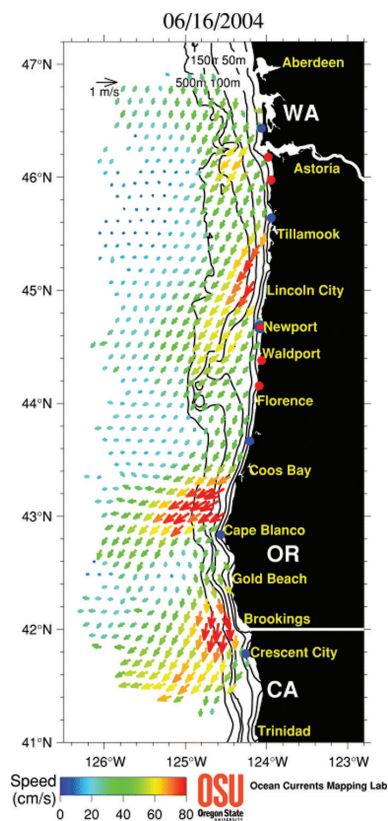 06/16/2004
47°N
46°N
45°N
44°N
43°N
42°N
41°N
150m 50m
500m 100m
1 m/s
Aberdeen
WA
Astoria
Tillamook
Lincoln City
Newport
Waldport
Florence
Coos Bay
Cape Blanco
OR
Gold Beach
Brookings
Crescent City
CA
Trinidad
126°W
125°W
124°W
123°W
Speed
(cm/s)
0 20 40 60 80
OSU
Oregon State
UNIVERSITY
Ocean Currents Mapping Lab